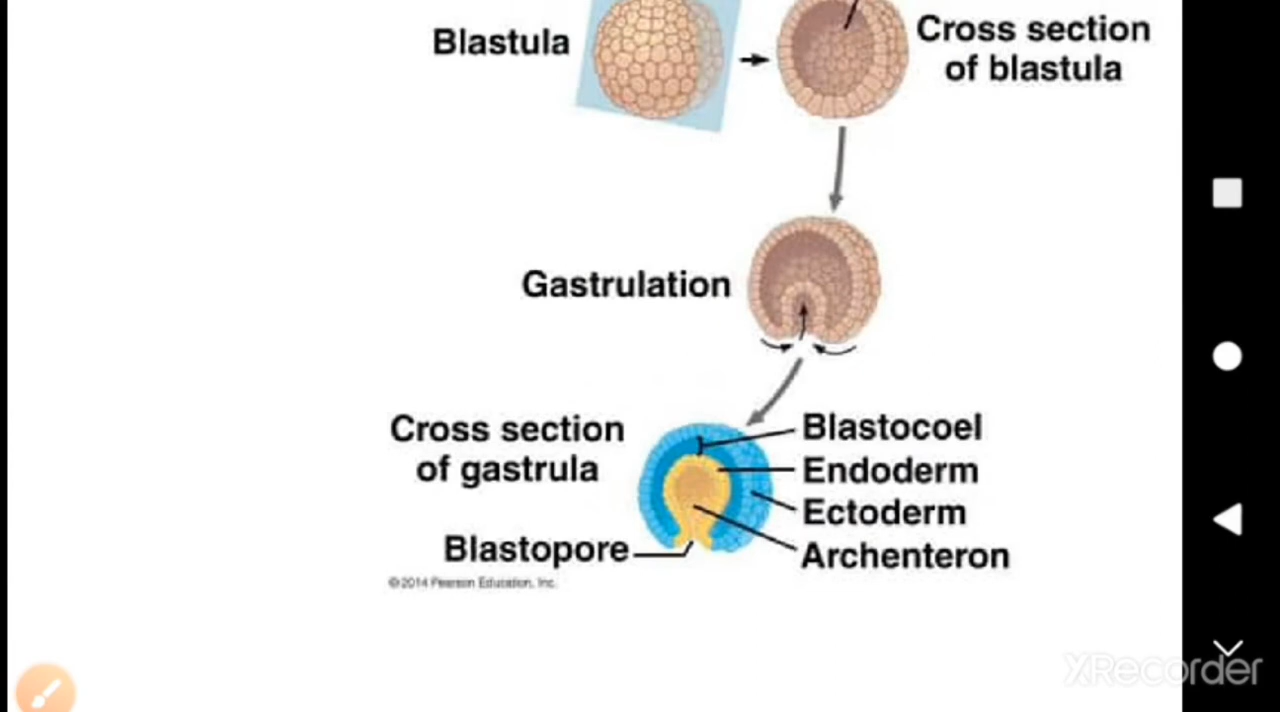 Blastula
Cross section
of blastula
Gastrulation
Cross section
of gastrula
Blastocoel
Endoderm
Ectoderm
Archenteron
Blastopore
©2014 Pearson Education, Inc.
XRecorder